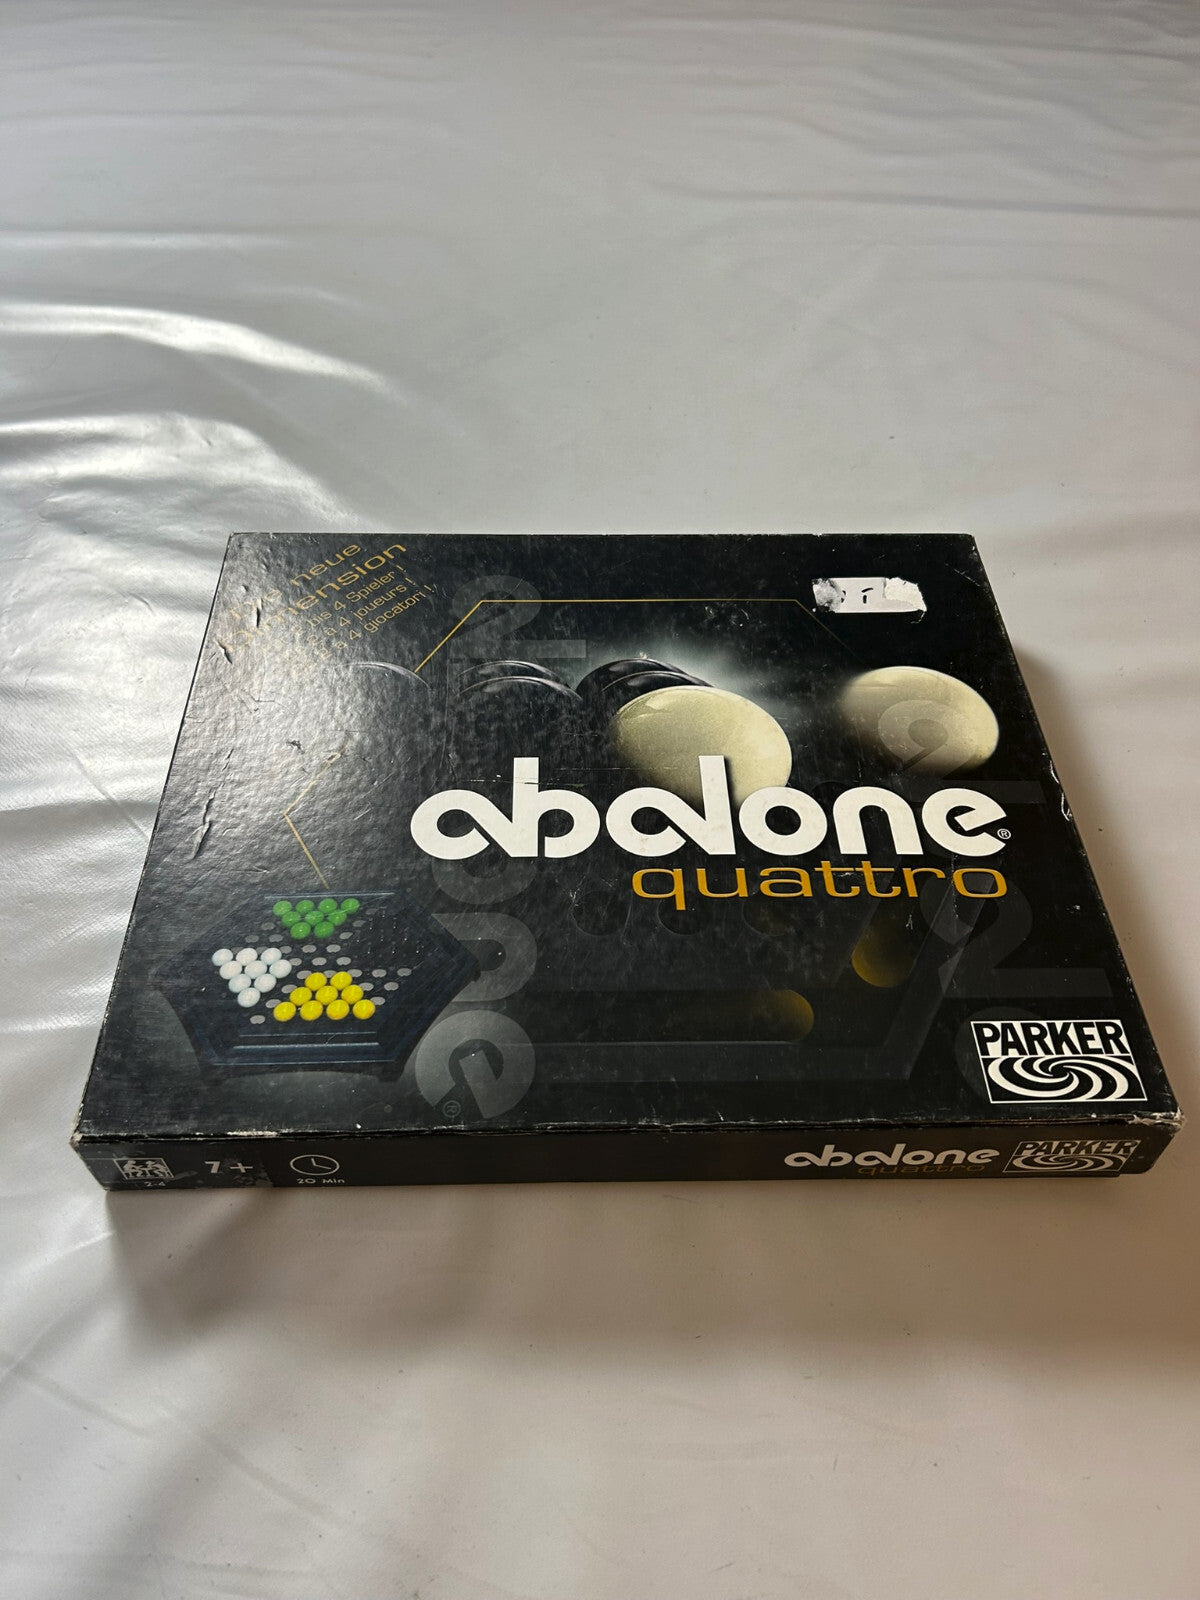 neue
Dimension
bis 4 Spieler !
à 4 joueurs !
a 4 giocatori !
abalone®
quattro
PARKER
2-4
7+
20 Min
abalone
quattro
PARKER